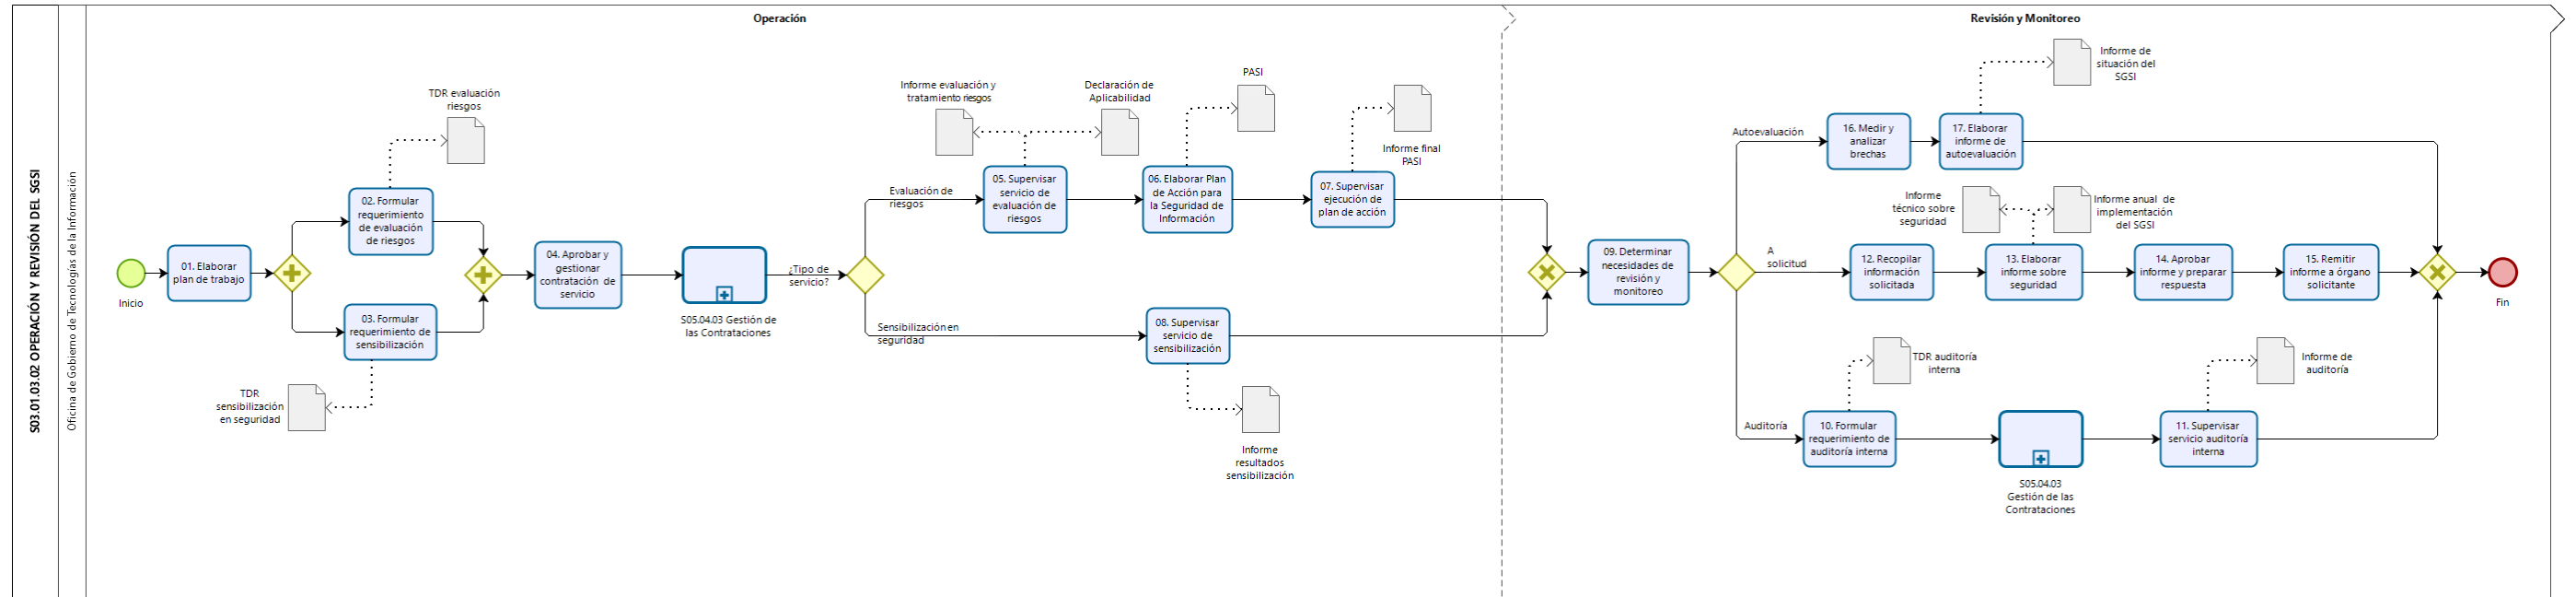 S03.01.03.02 OPERACIÓN Y REVISIÓN DEL SGSI
Oficina de Gobierno de Tecnologías de la Información
Operación
Revisión y Monitoreo
Inicio
01. Elaborar
plan de trabajo
TDR evaluación
riesgos
02. Formular
requerimiento
de evaluación
de riesgos
03. Formular
requerimiento de
sensibilización
TDR
sensibilización
en seguridad
04. Aprobar y
gestionar
contratación de
servicio
S05.04.03 Gestión de
las Contrataciones
¿Tipo de
servicio?
Evaluación de
riesgos
Sensibilización en
seguridad
Informe evaluación y
tratamiento riesgos
Declaración de
Aplicabilidad
05. Supervisar
servicio de
evaluación de
riesgos
PASI
06. Elaborar Plan
de Acción para
la Seguridad de
Información
Informe final
PASI
07. Supervisar
ejecución de
plan de acción
08. Supervisar
servicio de
sensibilización
Informe
resultados
sensibilización
09. Determinar
necesidades de
revisión y
monitoreo
Autoevaluación
16. Medir y
analizar
brechas
17. Elaborar
informe de
autoevaluación
Informe de
situación del
SGSI
A
solicitud
12. Recopilar
información
solicitada
Informe
técnico sobre
seguridad
Informe anual de
implementación
del SGSI
13. Elaborar
informe sobre
seguridad
14. Aprobar
informe y preparar
respuesta
15. Remitir
informe a órgano
solicitante
Fin
Auditoría
10. Formular
requerimiento de
auditoría interna
TDR auditoría
interna
S05.04.03
Gestión de las
Contrataciones
11. Supervisar
servicio auditoría
interna
Informe de
auditoría